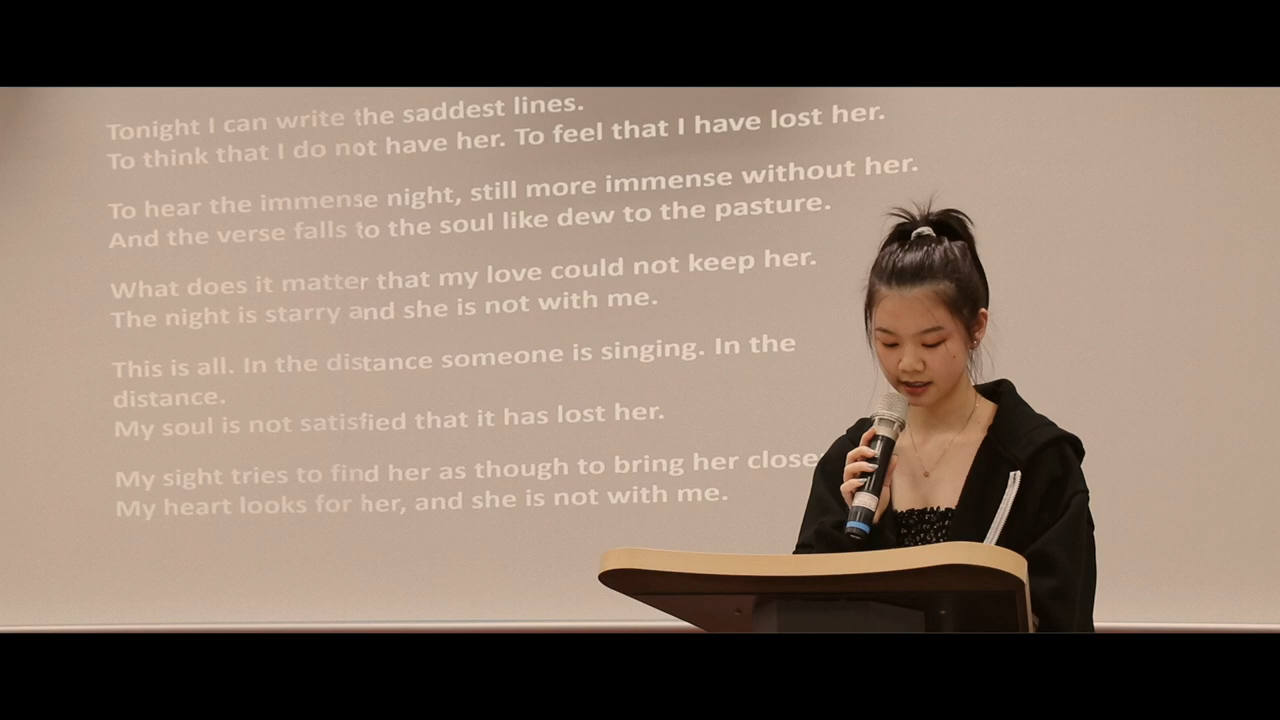 Tonight I can write the saddest lines.
To think that I do not have her. To feel that I have lost her.
To hear the immense night, still more immense without her.
And the verse falls to the soul like dew to the pasture.
What does it matter that my love could not keep her.
The night is starry and she is not with me.
This is all. In the distance someone is singing. In the
distance.
My soul is not satisfied that it has lost her.
My sight tries to find her as though to bring her close
My heart looks for her, and she is not with me.